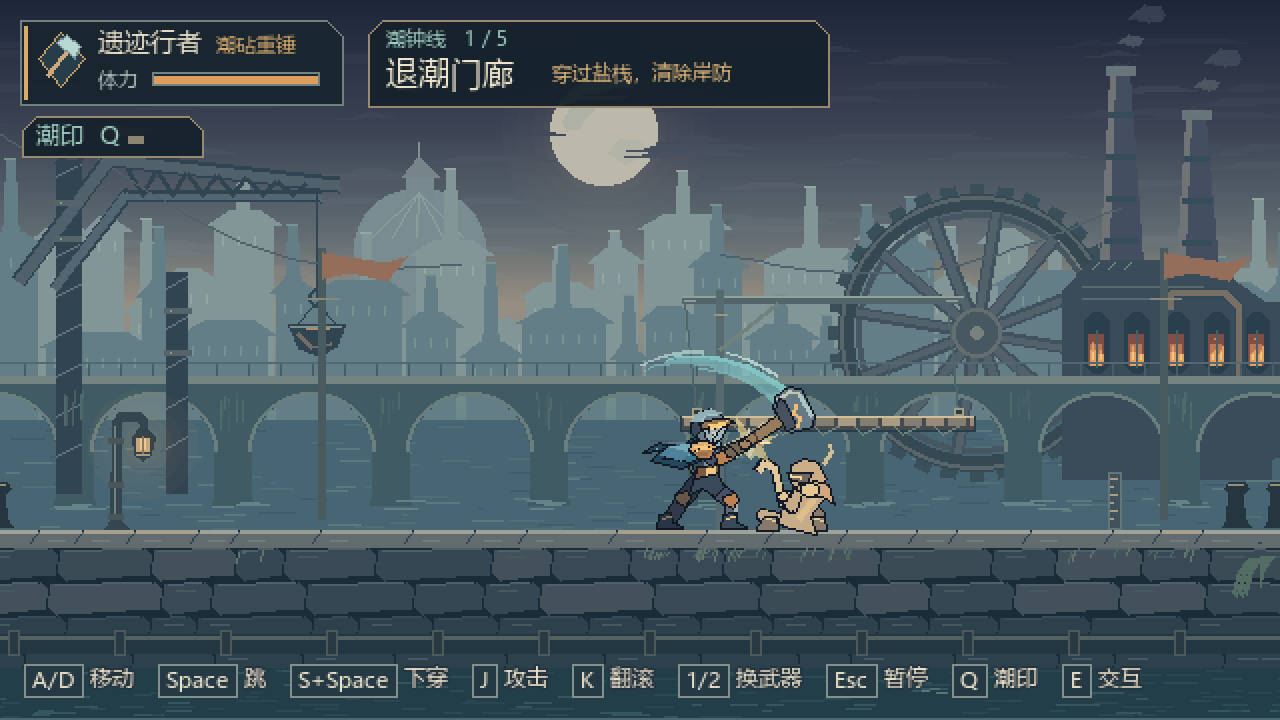 遗迹行者 潮砧重锤
体力
潮钟线 1/5
退潮门廊 穿过盐栈，清除岸防
潮印 Q
A/D 移动 Space 跳 S+Space 下穿 J 攻击 K 翻滚 1/2 换武器 Esc 暂停 Q 潮印 E 交互